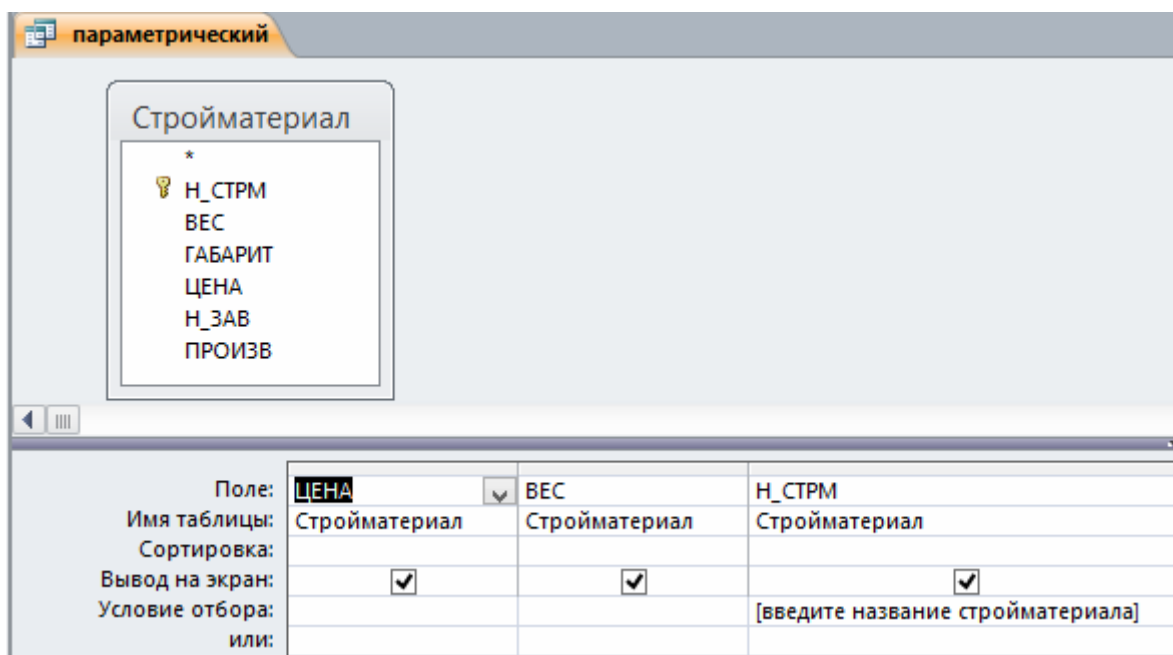 параметрический
Стройматериал
*
Н_СТРМ
ВЕС
ГАБАРИТ
ЦЕНА
Н_ЗАВ
ПРОИЗВ
Поле: ЦЕНА ВЕС Н_СТРМ
Имя таблицы: Стройматериал Стройматериал Стройматериал
Сортировка:
Вывод на экран:
Условие отбора: [введите название стройматериала]
или: